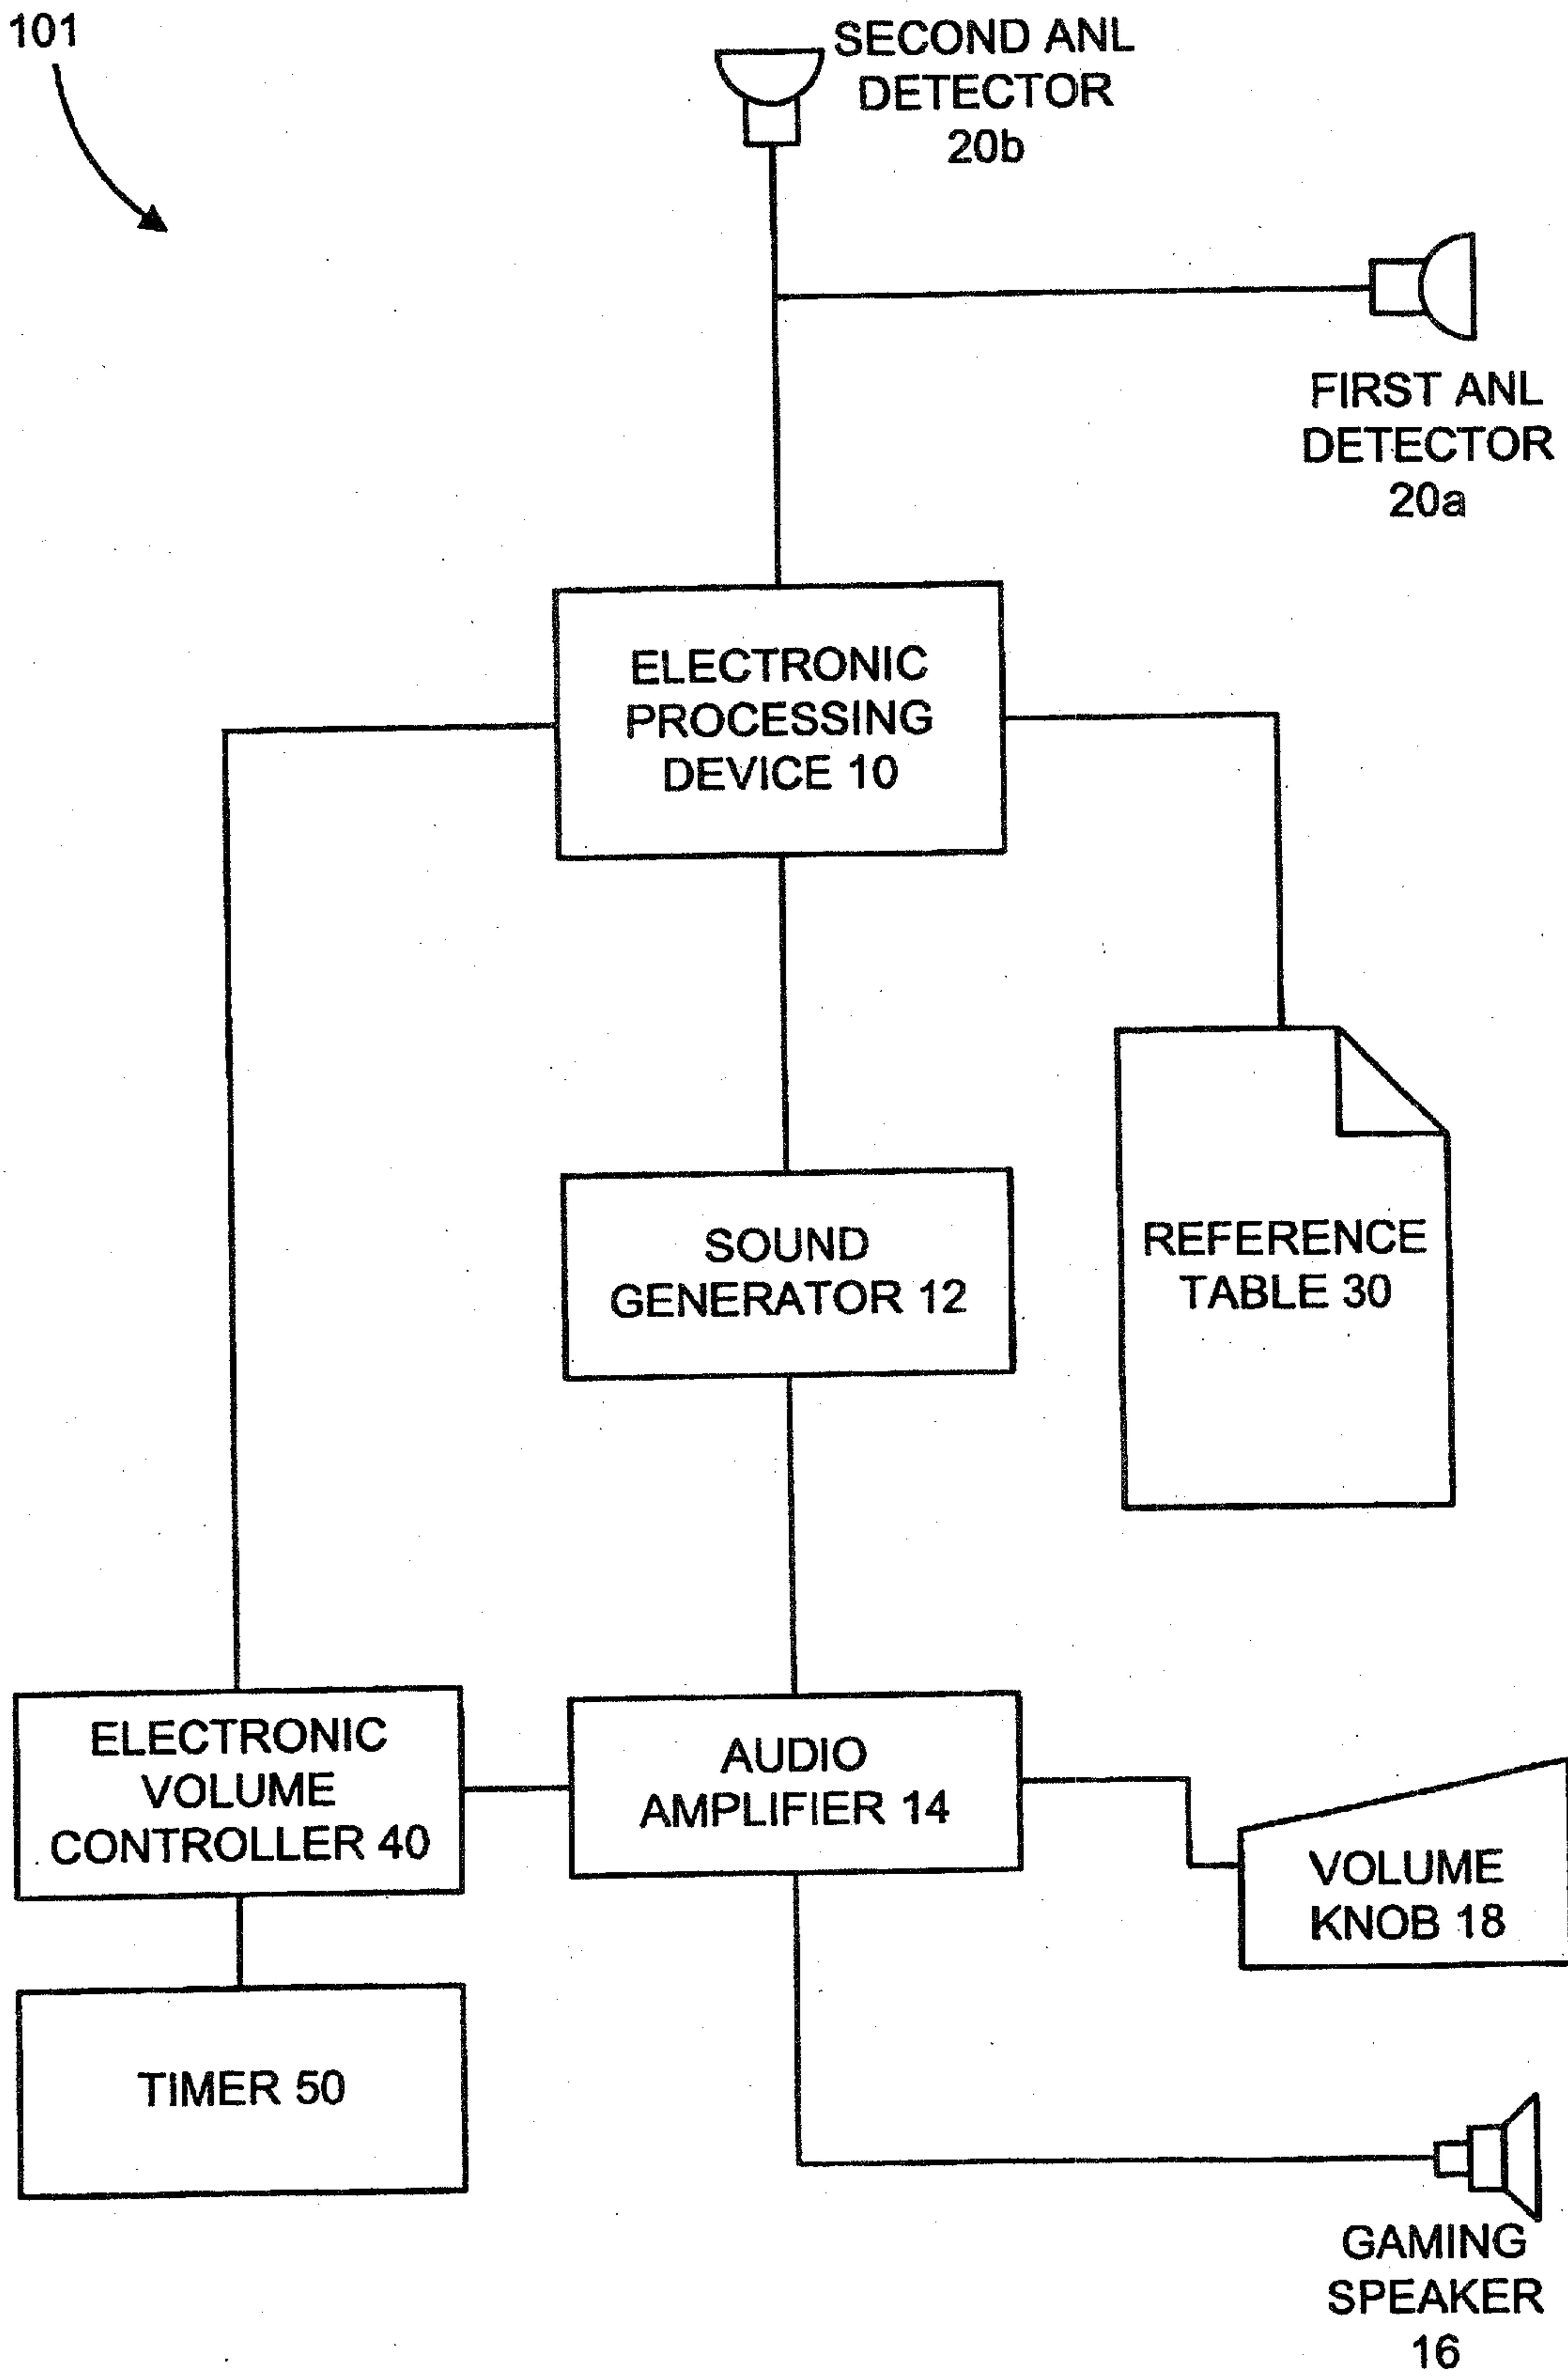 101
SECOND ANL
DETECTOR
20b
FIRST ANL
DETECTOR
20a
ELECTRONIC
PROCESSING
DEVICE 10
SOUND
GENERATOR 12
REFERENCE
TABLE 30
ELECTRONIC
VOLUME
CONTROLLER 40
AUDIO
AMPLIFIER 14
VOLUME
KNOB 18
TIMER 50
GAMING
SPEAKER
16